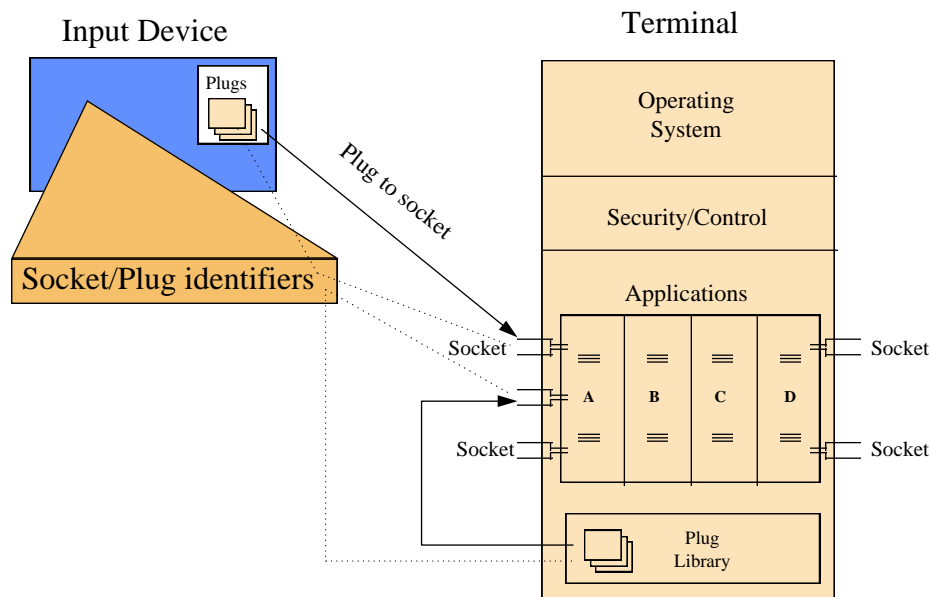 Input Device
Terminal
Plugs
Operating
System
Plug to socket
Security/Control
Socket/Plug identifiers
Applications
Socket
Socket
A
B
C
D
Socket
Socket
Plug
Library